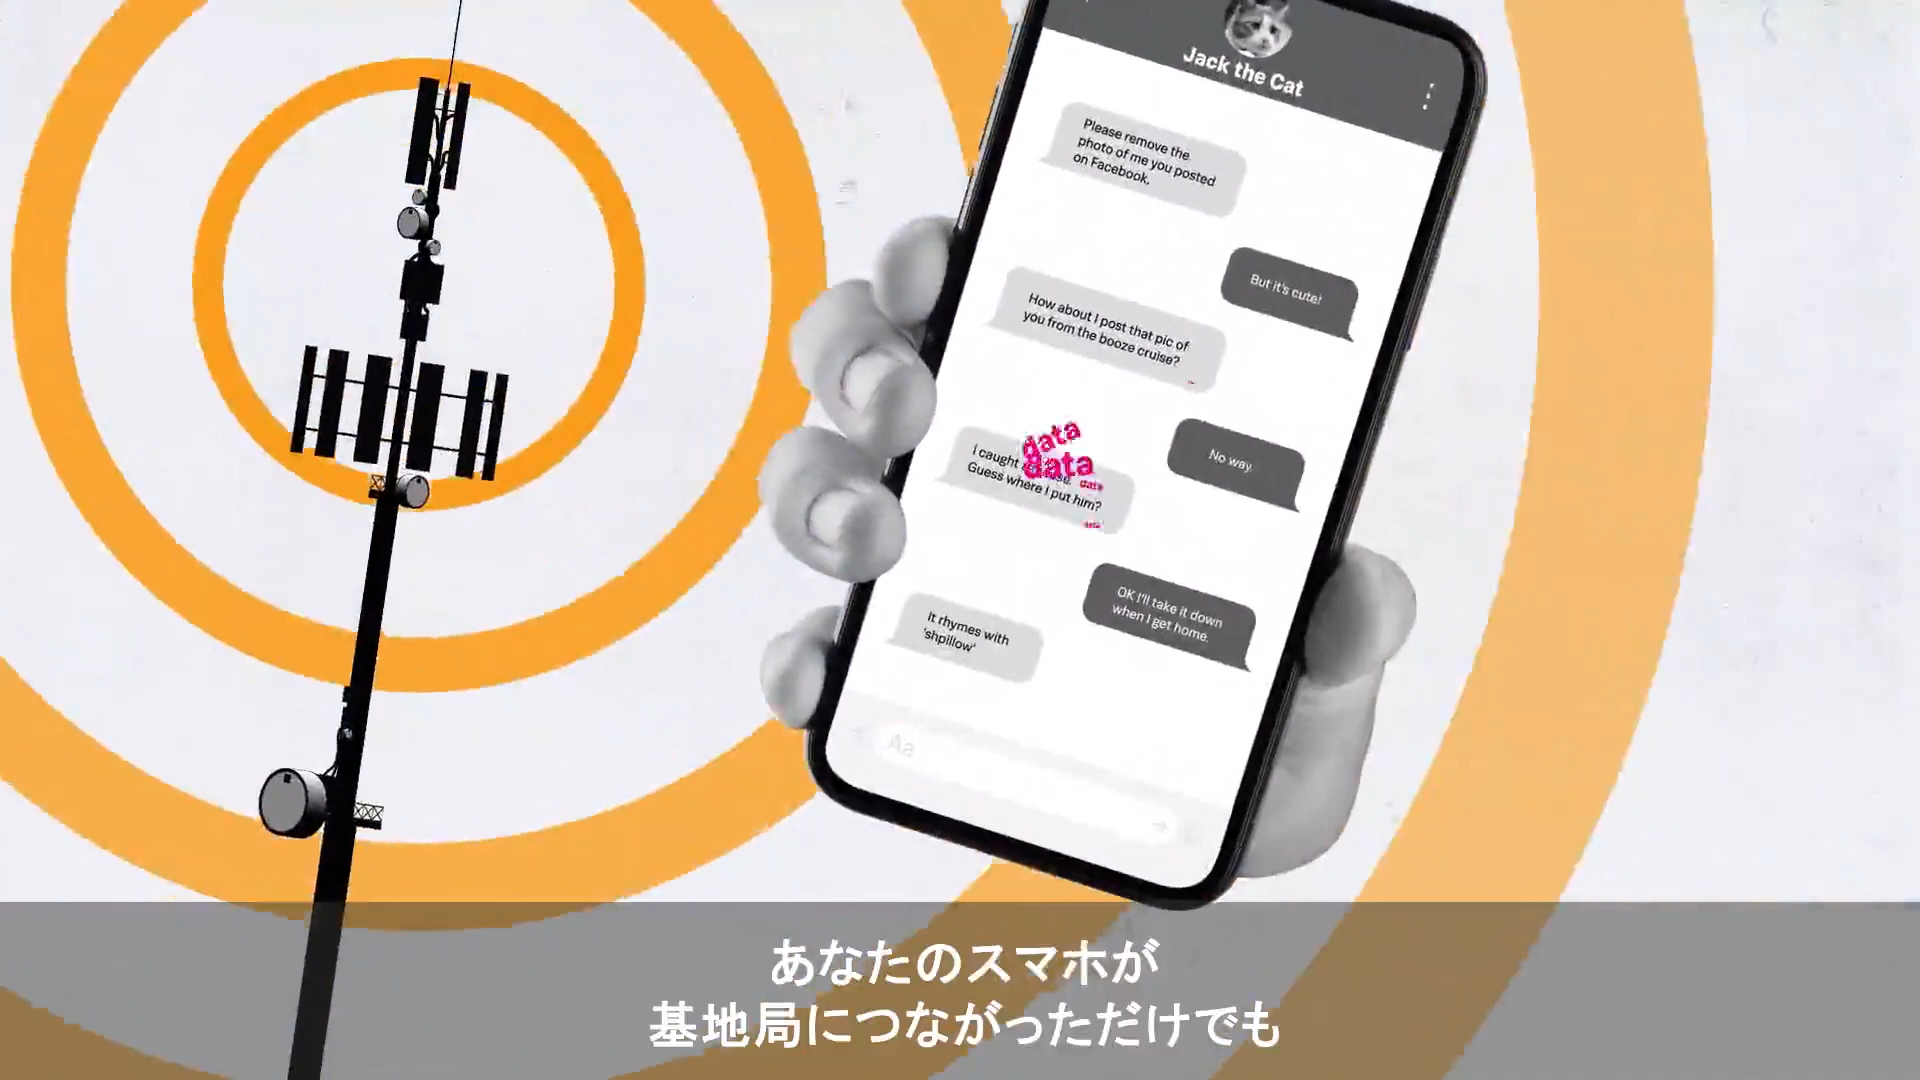 Jack the Cat
Please remove the
photo of me you posted
on Facebook.
But it's cute!
How about I post that pic of
you from the booze cruise?
No way.
I caught
Guess where I put him?
data
data
data
data
OK I'll take it down
when I get home.
It rhymes with
'shpillow'
Aa
あなたのスマホが
基地局につながっただけでも